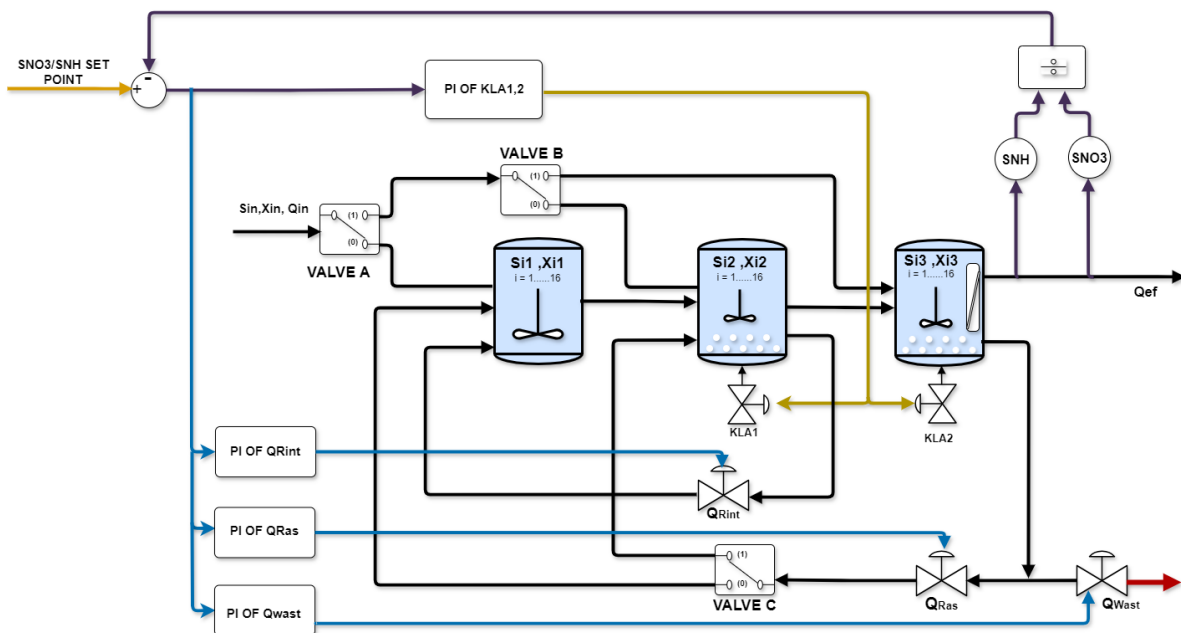 SNO3/SNH SET
POINT
-
+
PI OF KLA1,2
÷
SNH
SNO3
VALVE B
(1)
(0)
Sin,Xin, Qin
(1)
(0)
VALVE A
Si1 ,Xi1
i = 1......16
Si2 ,Xi2
i = 1......16
Si3 ,Xi3
i = 1......16
Qef
KLA1
KLA2
PI OF QRint
QRint
PI OF QRas
(1)
(0)
VALVE C
QRas
QWast
PI OF Qwast